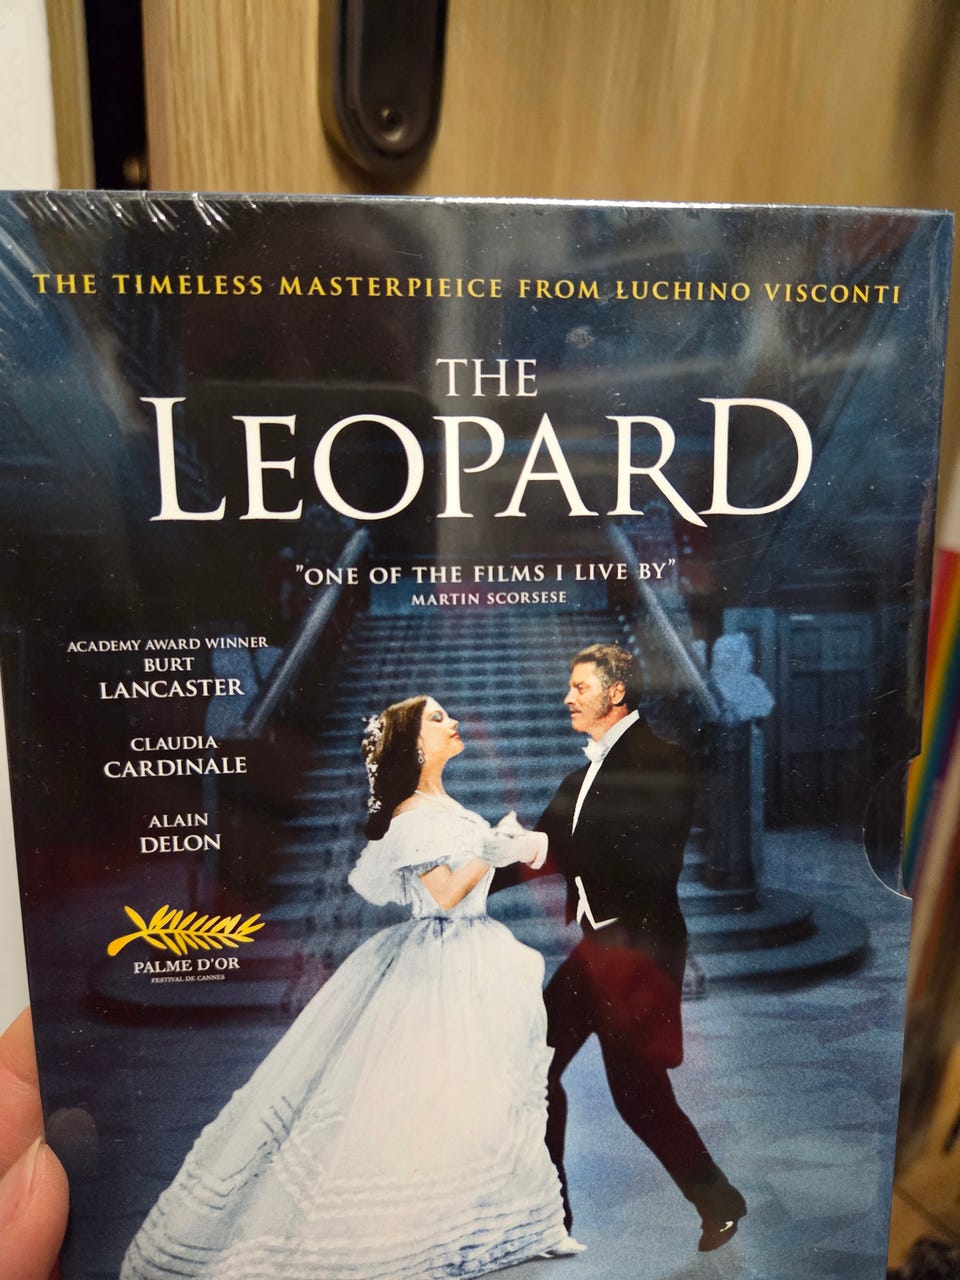 THE TIMELESS MASTERPIEICE FROM LUCHINO VISCONTI
THE
LEOPARD
"ONE OF THE FILMS I LIVE BY"
MARTIN SCORSESE
ACADEMY AWARD WINNER
BURT
LANCASTER
CLAUDIA
CARDINALE
ALAIN
DELON
PALME D'OR
FESTIVAL DE CANNES